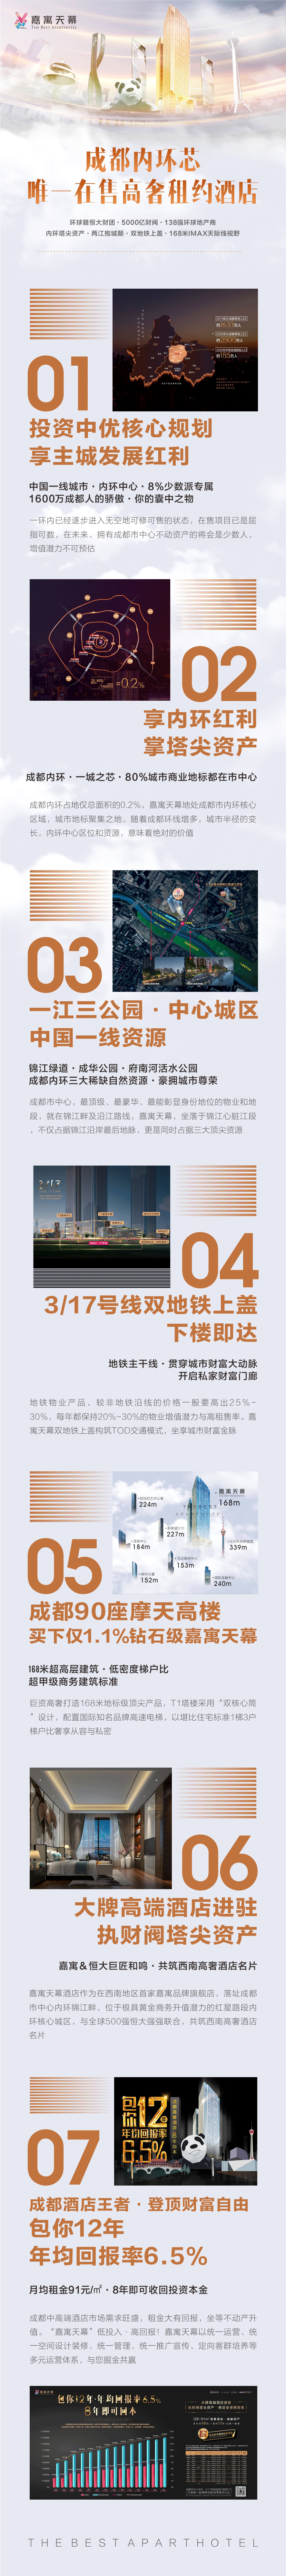 嘉寓天幕
THE BEST APARTHOTEL
成都内环芯
唯一在售高奢租约酒店
环球籍恒大财团·5000亿财阀·138强环球地产商
内环塔尖资产·两江抱城颠·双地铁上盖·168米IMAX天际线视野
01
投资中优核心规划
享主城发展红利
中国一线城市·内环中心·8%少数派专属
1600万成都人的骄傲·你的囊中之物
一环内已经逐步进入无空地可修可售的状态，在售项目已是屈
指可数，在未来、拥有成都市中心不动产的将会是少数人，
增值潜力不可预估
=0.2%
02
享内环红利
掌塔尖资产
成都内环·一城之芯·80%城市商业地标都在市中心
成都内环占地仅总面积的0.2%，嘉寓天幕地处成都市内环核心
区域，城市地标聚集之地，随着成都环线增多，城市半径的变
长，内环中心区位和资源，意味着绝对的价值
03
一江三公园·中心城区
中国一线资源
锦江绿道·成华公园·府南河活水公园
成都内环三大稀缺自然资源·豪拥城市尊荣
成都市中心，最顶级、最豪华、最能彰显身份地位的物业和地
段，就在锦江畔及沿江路线，嘉寓天幕，坐落于锦江心脏江段
，不仅占据锦江沿岸最后地脉，更是同时占据三大顶尖资源
04
3/17号线双地铁上盖
下楼即达
地铁主干线·贯穿城市财富大动脉
开启私家财富门廊
地铁物业产品，较非地铁沿线的价格一般要高出25%-
30%，每年都保持20%~30%的物业增值潜力与高租售率，嘉
寓天幕双地铁上盖构筑TOD交通模式，坐享城市财富金脉
嘉寓天幕
168m
224m
227m
184m
339m
153m
152m
240m
05
成都90座摩天高楼
买下仅1.1%钻石级嘉寓天幕
168米超高层建筑·低密度梯户比
超甲级商务建筑标准
巨资高奢打造168米地标级顶尖产品，T1塔楼采用“双核心筒
”设计，配置国际知名品牌高速电梯，以堪比住宅标准1梯3户
梯户比奢享从容与私密
06
大牌高端酒店进驻
执财阀塔尖资产
嘉寓&恒大巨匠和鸣·共筑西南高奢酒店名片
嘉寓天幕酒店作为在西南地区首家嘉寓品牌旗舰店，落址成都
市中心内环锦江畔，位于极具黄金商务升值潜力的红星路段内
环核心城区，与全球500强恒大强强联合，共筑西南高奢酒店
名片
包你12年
年均回报率
6.5%
07
成都酒店王者·登顶财富自由
包你12年
年均回报率6.5%
月均租金91元/㎡·8年即可收回投资本金
成都中高端酒店市场需求旺盛，租金大有回报，坐等不动产升
值。“嘉寓天幕”低投入·高回报！嘉寓天幕以统一运营、统
一空间设计装修、统一管理、统一推广宣传、定向客群培养等
多元运营体系，与您掘金共赢
包你12年·年均回报率6.5%
8年即可回本
THE BEST APARTHOTEL